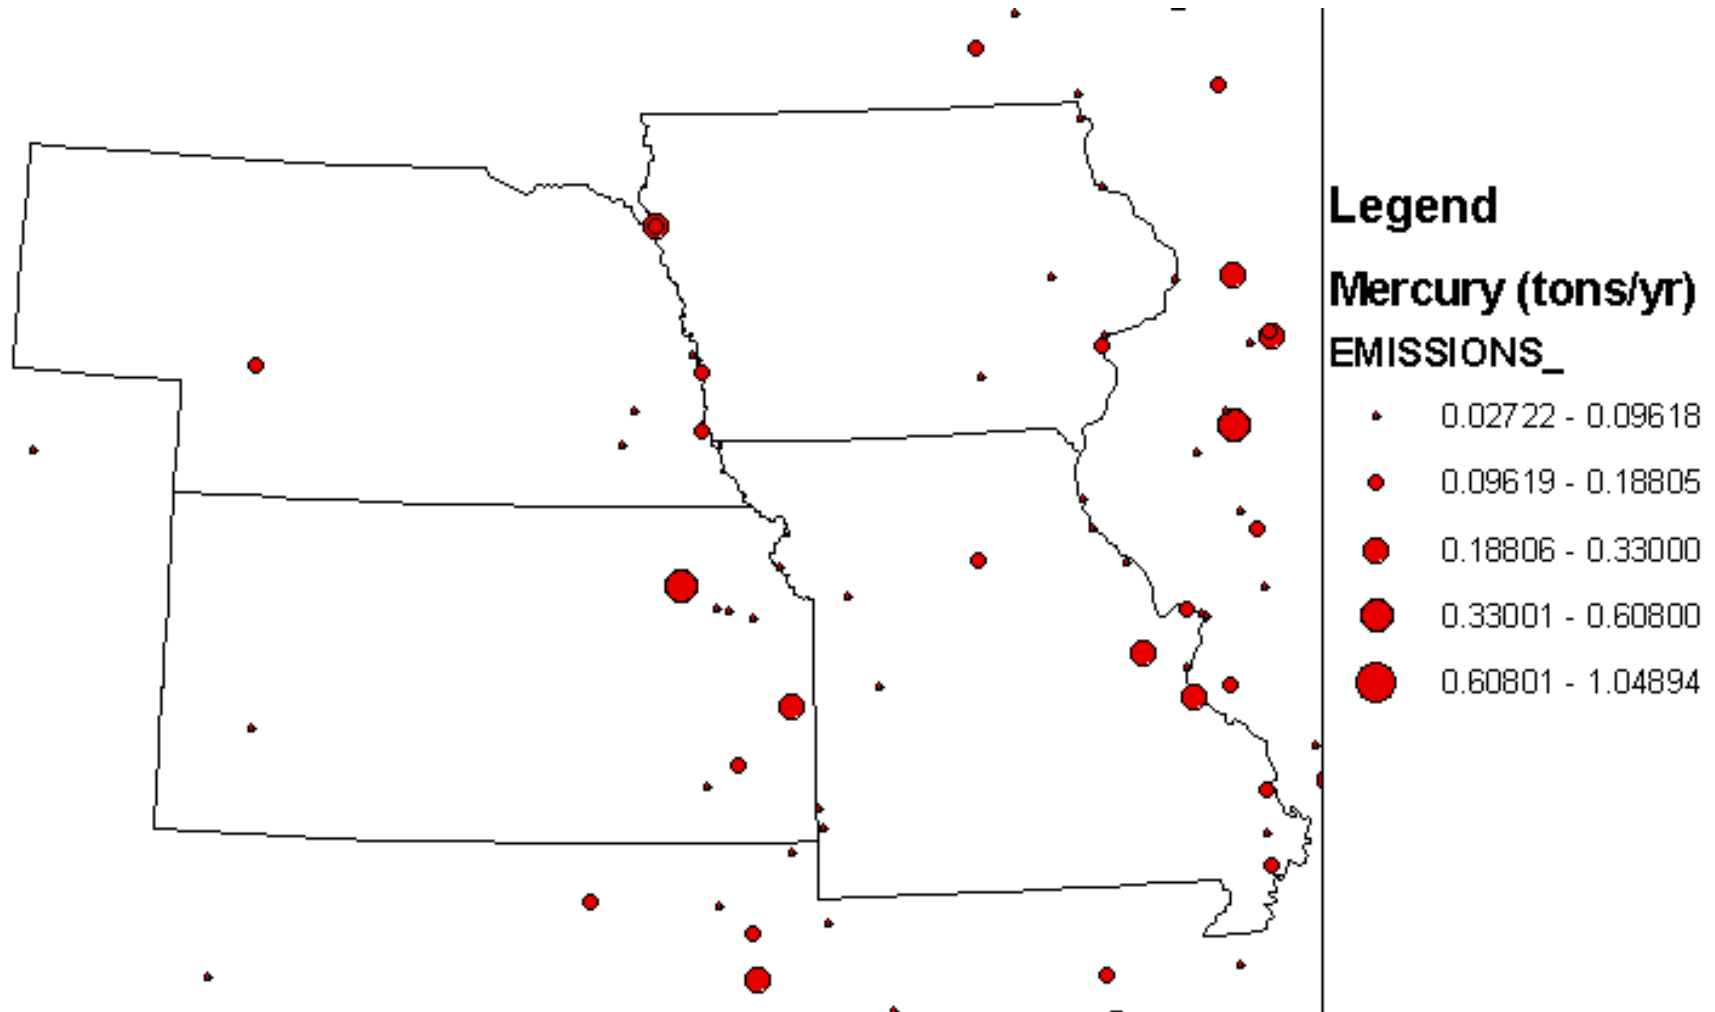 Legend
Mercury (tons/yr)
EMISSIONS_
0.02722 - 0.09618
0.09619 - 0.18805
0.18806 - 0.33000
0.33001 - 0.60800
0.60801 - 1.04894